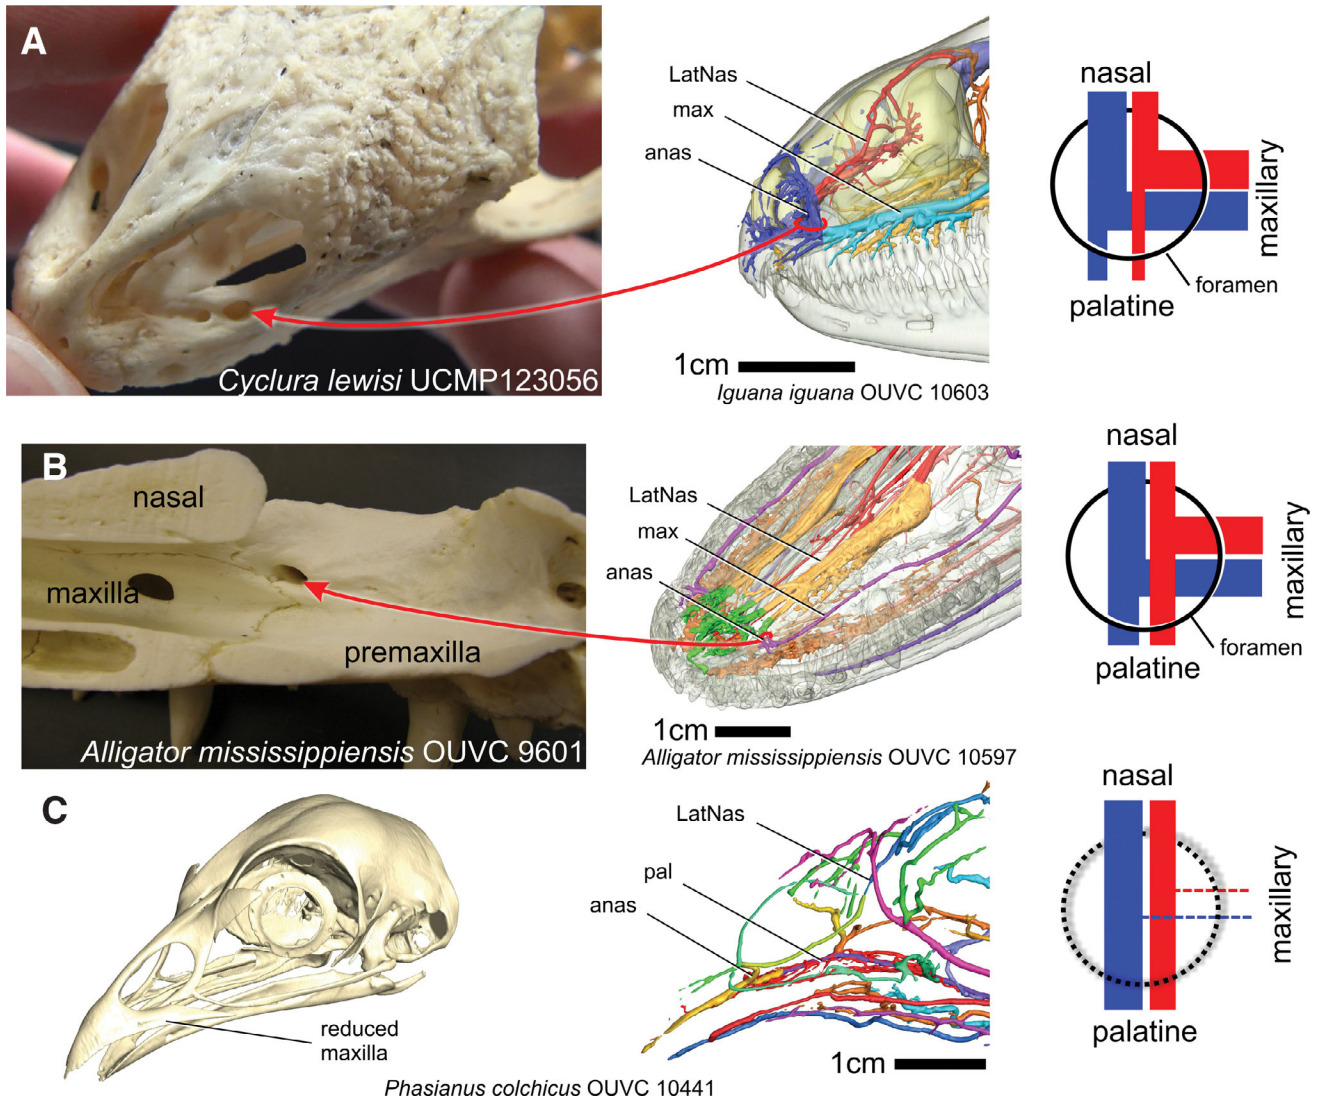 A
LatNas
max
anas
Cyclura lewisi UCMP123056
1cm
Iguana iguana OUVC 10603
nasal
maxillary
foramen
palatine
B
nasal
maxilla
premaxilla
Alligator mississippiensis OUVC 9601
LatNas
max
anas
1cm
Alligator mississippiensis OUVC 10597
nasal
maxillary
foramen
palatine
C
reduced
maxilla
LatNas
pal
anas
1cm
Phasianus colchicus OUVC 10441
nasal
maxillary
palatine